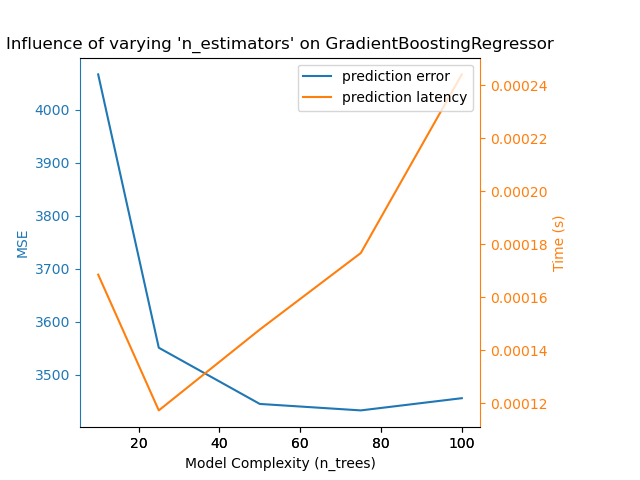 Influence of varying 'n_estimators' on GradientBoostingRegressor
prediction error
prediction latency
4000
3900
3800
3700
3600
3500
MSE
0.00024
0.00022
0.00020
0.00018
0.00016
0.00014
0.00012
Time (s)
20 40 60 80 100
Model Complexity (n_trees)